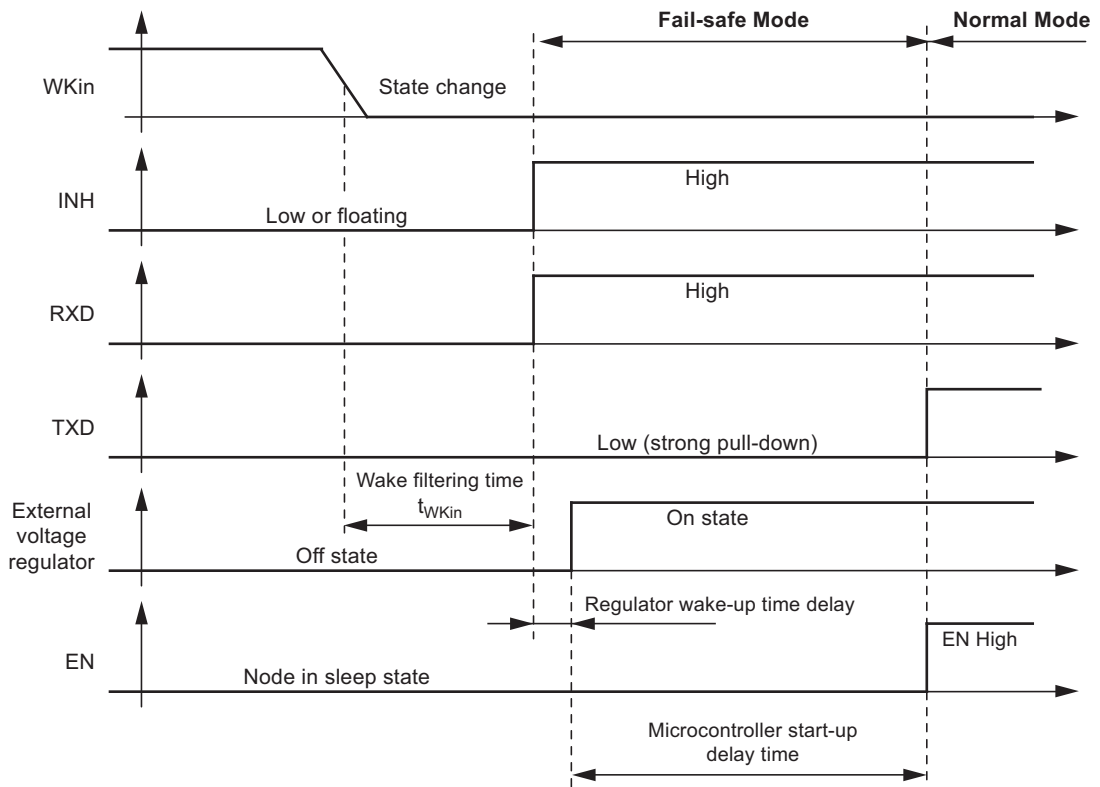 Fail-safe Mode
Normal Mode
WKin
State change
INH
High
Low or floating
RXD
High
TXD
Low (strong pull-down)
Wake filtering time
tWKin
External
voltage
regulator
On state
Off state
Regulator wake-up time delay
EN
EN High
Node in sleep state
Microcontroller start-up
delay time